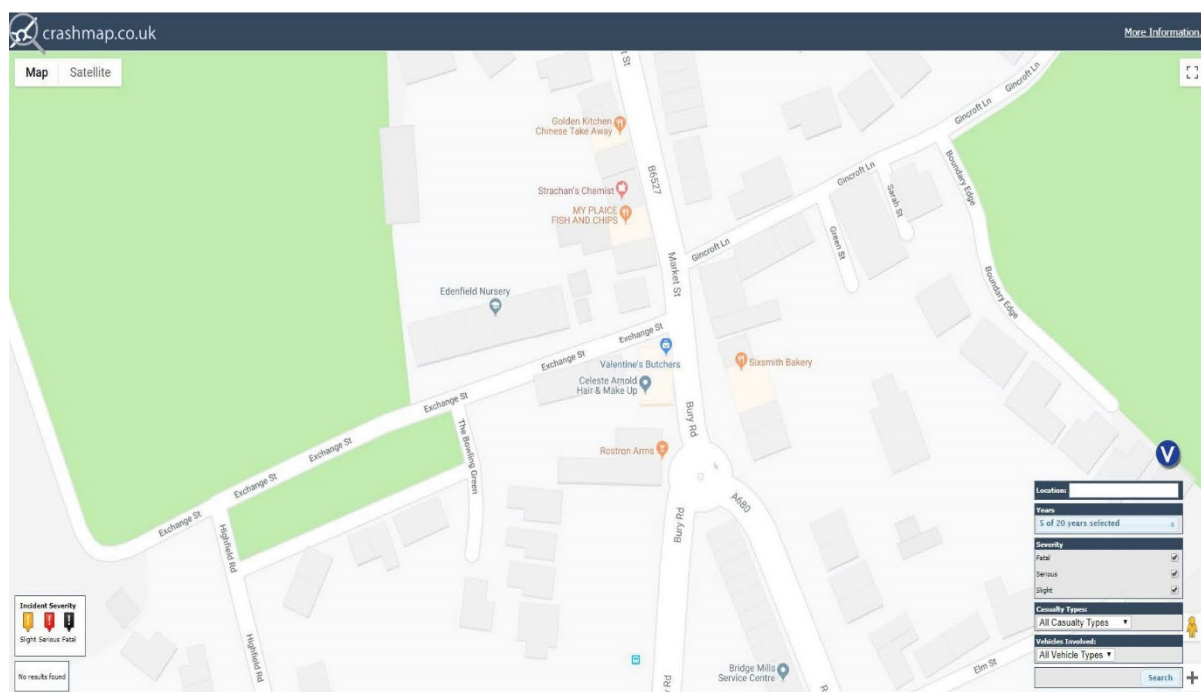 crashmap.co.uk
More Information.
Map
Satellite
t St
Golden Kitchen
Chinese Take Away
B6527
Strachan's Chemist
MY PLAICE
FISH AND CHIPS
Market St
Gincroft Ln
Gincroft Ln
Gincroft Ln
Gincroft Ln
Sarah St
Green St
Boundary Edge
Boundary Edge
Edenfield Nursery
Exchange St
Exchange St
Exchange St
Exchange St
Exchange St
Exchange St
Valentine's Butchers
Celeste Arnold
Hair & Make Up
Sixsmith Bakery
Bury Rd
The Bowling Green
Rostron Arms
A680
Bury Rd
Highfield Rd
Highfield Rd
Bridge Mills
Service Centre
Elm St
Rd
R
V
Location:
Years
5 of 20 years selected
Severity
Fatal
Serious
Slight
Casualty Types:
All Casualty Types
Vehicles Involved:
All Vehicle Types
Search
Incident Severity
Slight Serious Fatal
No results found